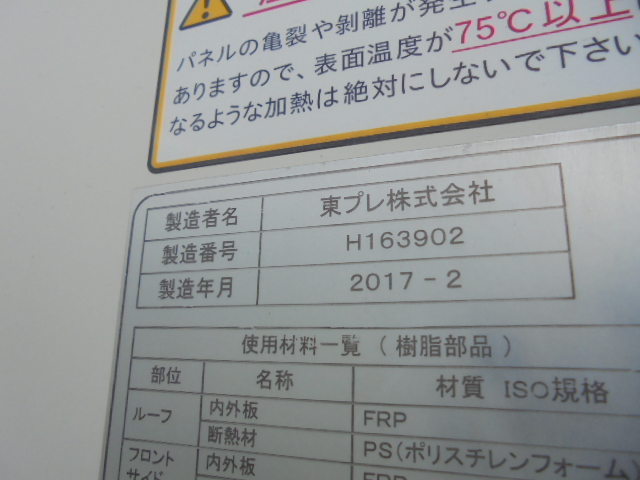 パネルの亀裂や剥離が発生
ありますので、表面温度が75℃以上
なるような加熱は絶対にしないで下さい
製造者名 東プレ株式会社
製造番号 H163902
製造年月 2017-2
使用材料一覧 ( 樹脂部品 )
部位 名称 材質 ISO規格
ルーフ 内外板 FRP
断熱材 PS(ポリスチレンフォーム)
フロント
サイド 内外板 FRP